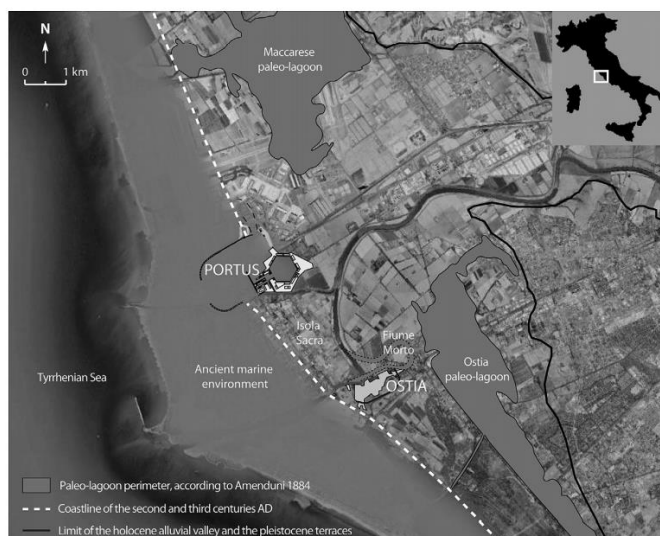 N
0 1 km
Maccarese
paleo-lagoon
PORTUS
Isola
Sacra
Fiume
Morto
OSTIA
Ostia
paleo-lagoon
Ancient marine
environment
Tyrrhenian Sea
Paleo-lagoon perimeter, according to Amenduni 1884
Coastline of the second and third centuries AD
Limit of the holocene alluvial valley and the pleistocene terraces